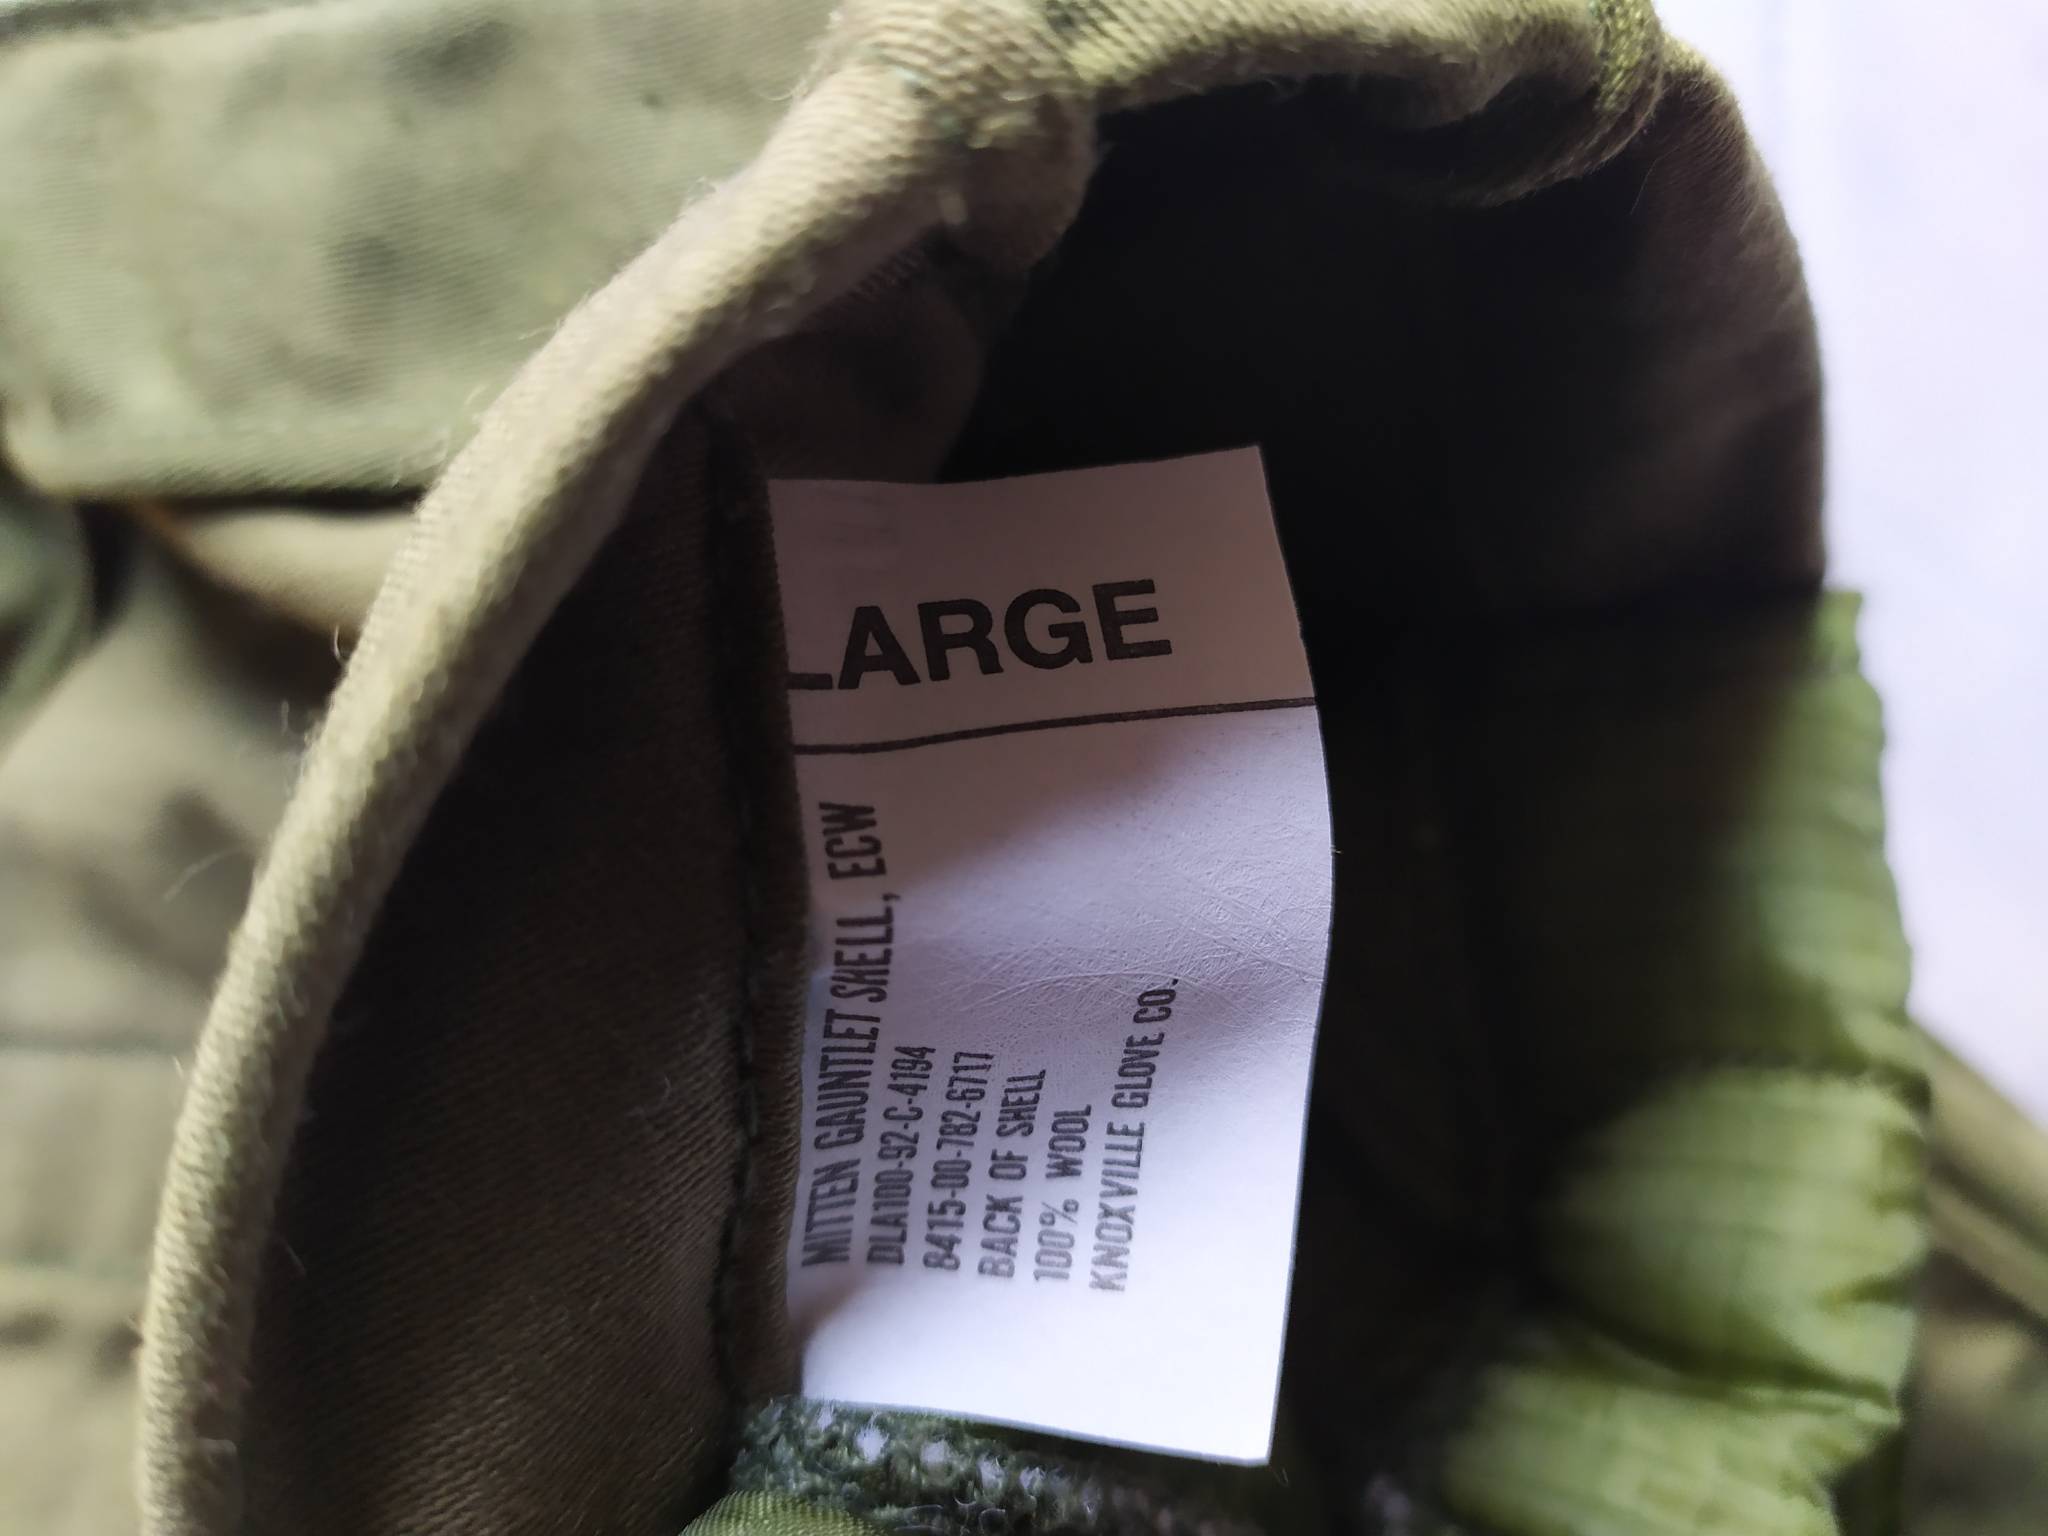 LARGE
MITTEN GAUNTLET SHELL, ECW
DLA100-92-C-4194
8415-00-782-6717
BACK OF SHELL
100% WOOL
KNOXVILLE GLOVE CO.